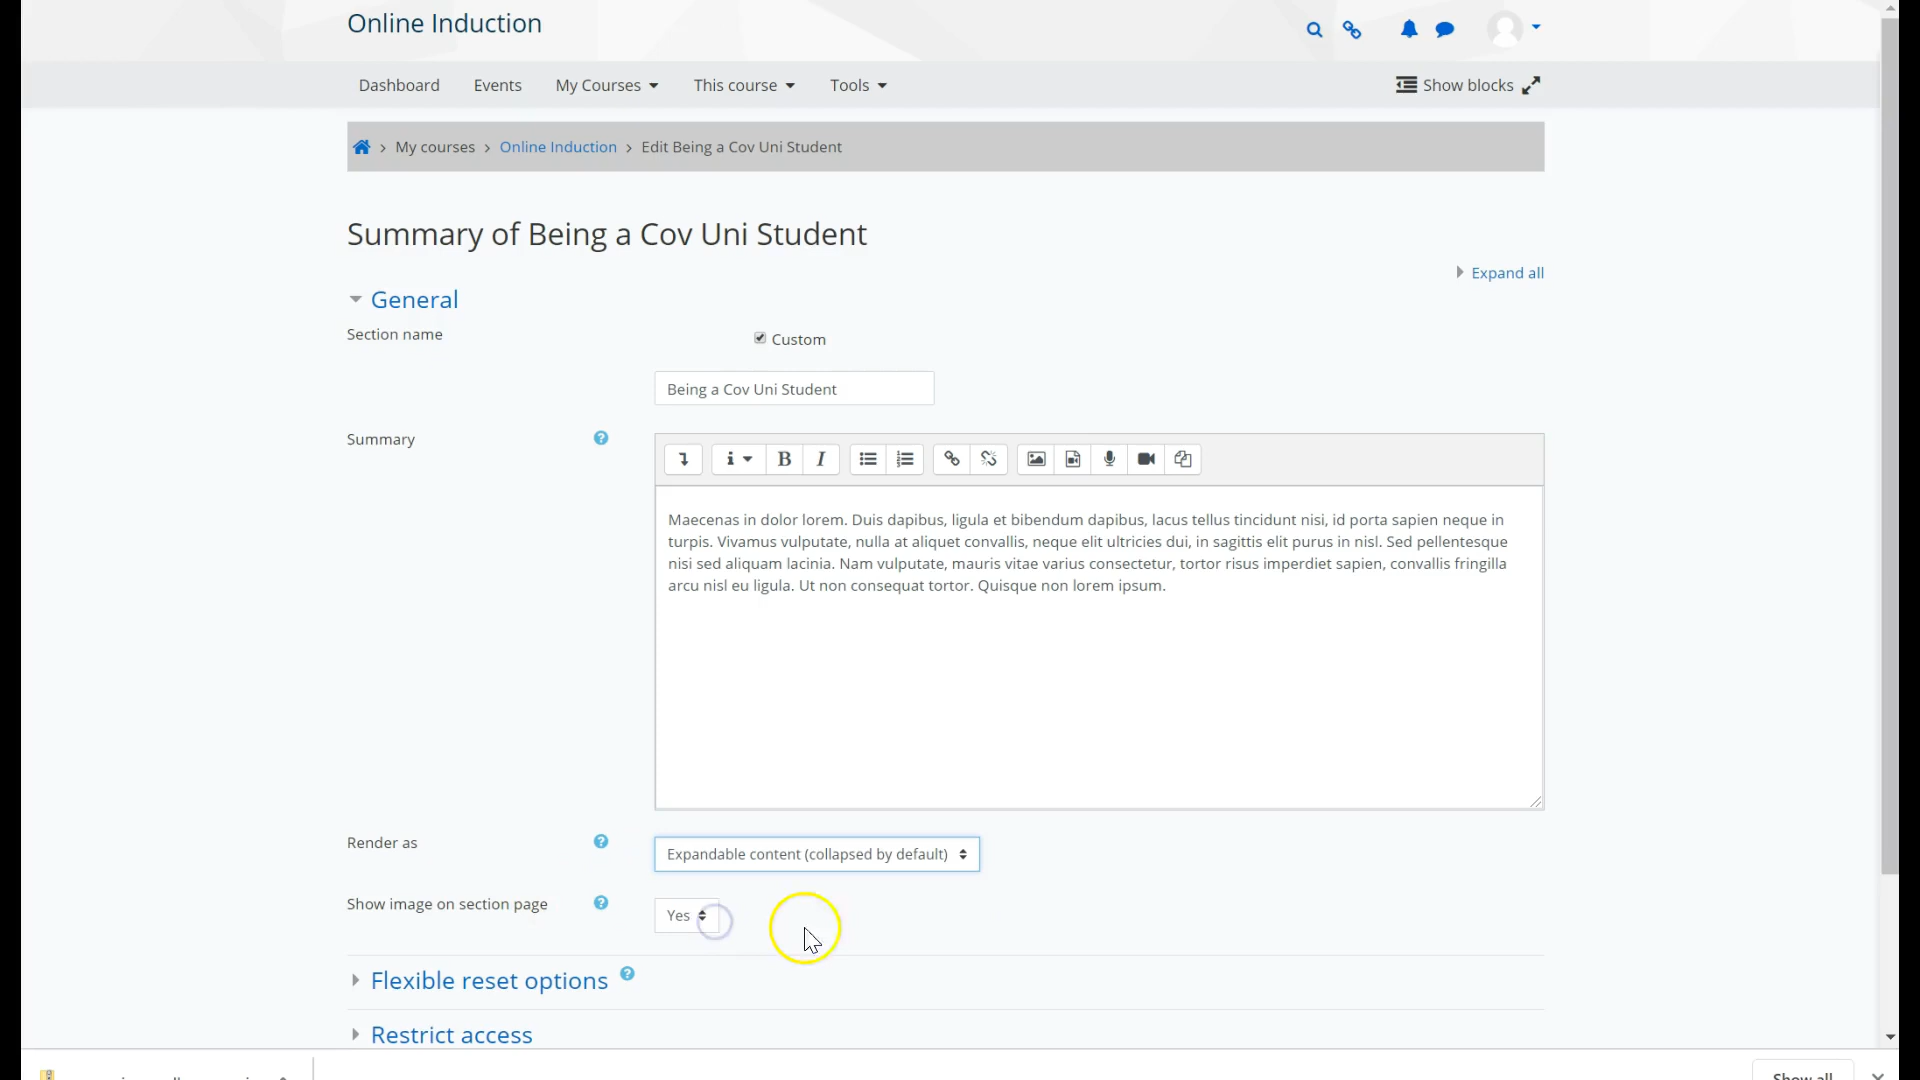 Online Induction
Dashboard Events My Courses This course Tools Show blocks
My courses › Online Induction › Edit Being a Cov Uni Student
Summary of Being a Cov Uni Student
Expand all
General
Section name
Custom
Being a Cov Uni Student
Summary
i B I
Maecenas in dolor lorem. Duis dapibus, ligula et bibendum dapibus, lacus tellus tincidunt nisi, id porta sapien neque in
turpis. Vivamus vulputate, nulla at aliquet convallis, neque elit ultricies dui, in sagittis elit purus in nisl. Sed pellentesque
nisi sed aliquam lacinia. Nam vulputate, mauris vitae varius consectetur, tortor risus imperdiet sapien, convallis fringilla
arcu nisl eu ligula. Ut non consequat tortor. Quisque non lorem ipsum.
Render as
Expandable content (collapsed by default)
Show image on section page
Yes
Flexible reset options
Restrict access
Show all